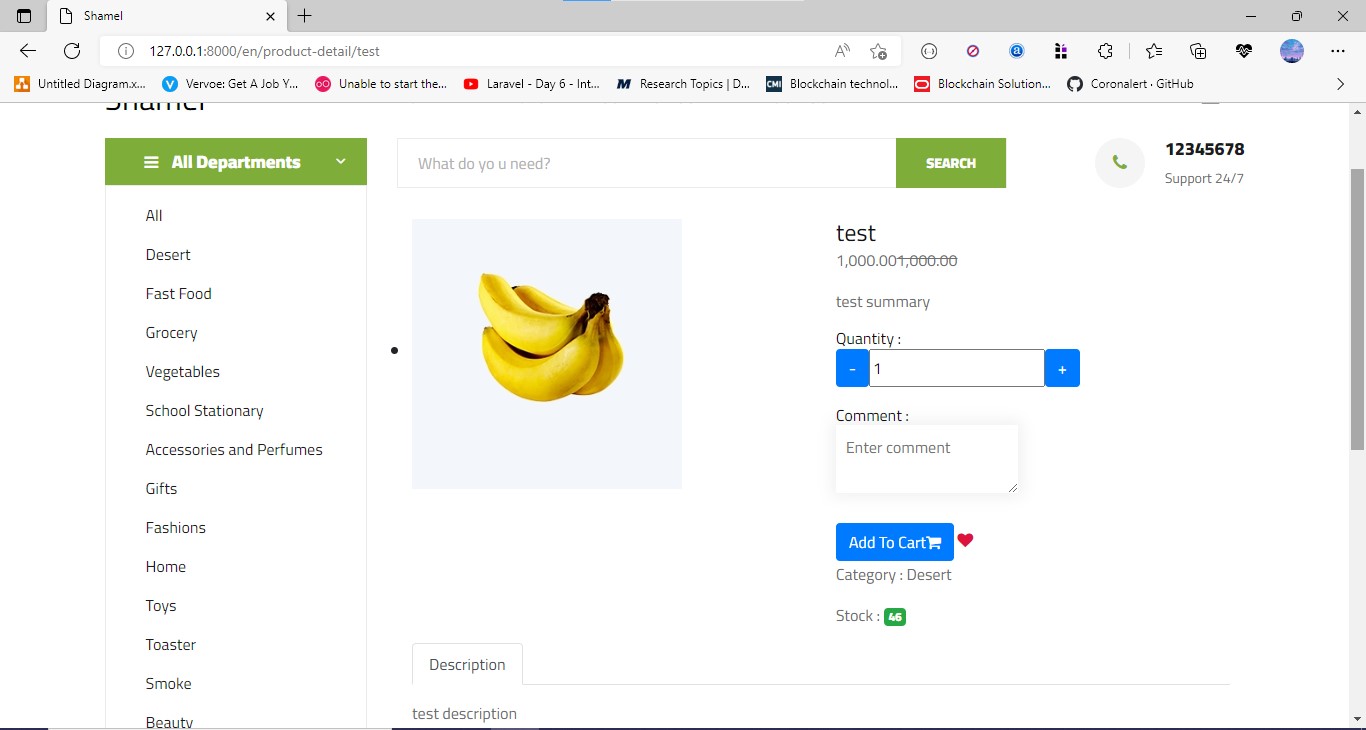 Shamel
127.0.0.1:8000/en/product-detail/test
Untitled Diagram.x...
Vervoe: Get A Job Y...
Unable to start the...
Laravel - Day 6 - Int...
Research Topics | D...
CMI
Blockchain technol...
Blockchain Solution...
Coronalert · GitHub
Shamel
All Departments
What do yo u need?
SEARCH
12345678
Support 24/7
All
Desert
Fast Food
Grocery
Vegetables
School Stationary
Accessories and Perfumes
Gifts
Fashions
Home
Toys
Toaster
Smoke
Beauty
test
1,000.001,000.00
test summary
Quantity :
- 1 +
Comment :
Enter comment
Add To Cart
Category : Desert
Stock : 46
Description
test description